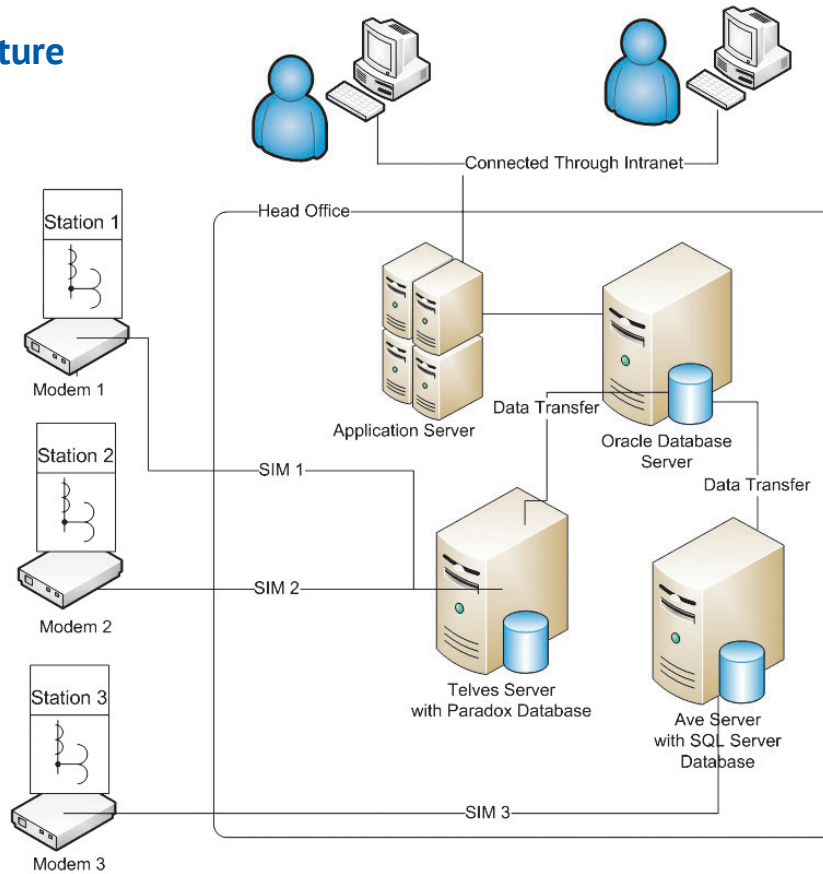 ture
Connected Through Intranet
Head Office
Station 1
Modem 1
Application Server
Data Transfer
Oracle Database
Server
Station 2
SIM 1
Data Transfer
SIM 2
Modem 2
Telves Server
with Paradox Database
Station 3
Ave Server
with SQL Server
Database
SIM 3
Modem 3